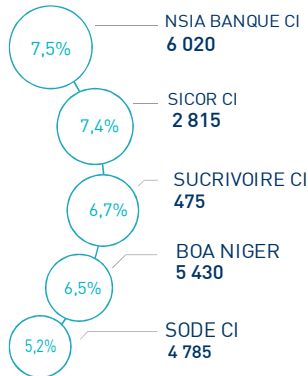 NSIA BANQUE CI
7,5%
6 020
SICOR CI
7,4%
2 815
SUCRIVOIRE CI
6,7%
475
BOA NIGER
6,5%
5 430
SODE CI
5,2%
4 785